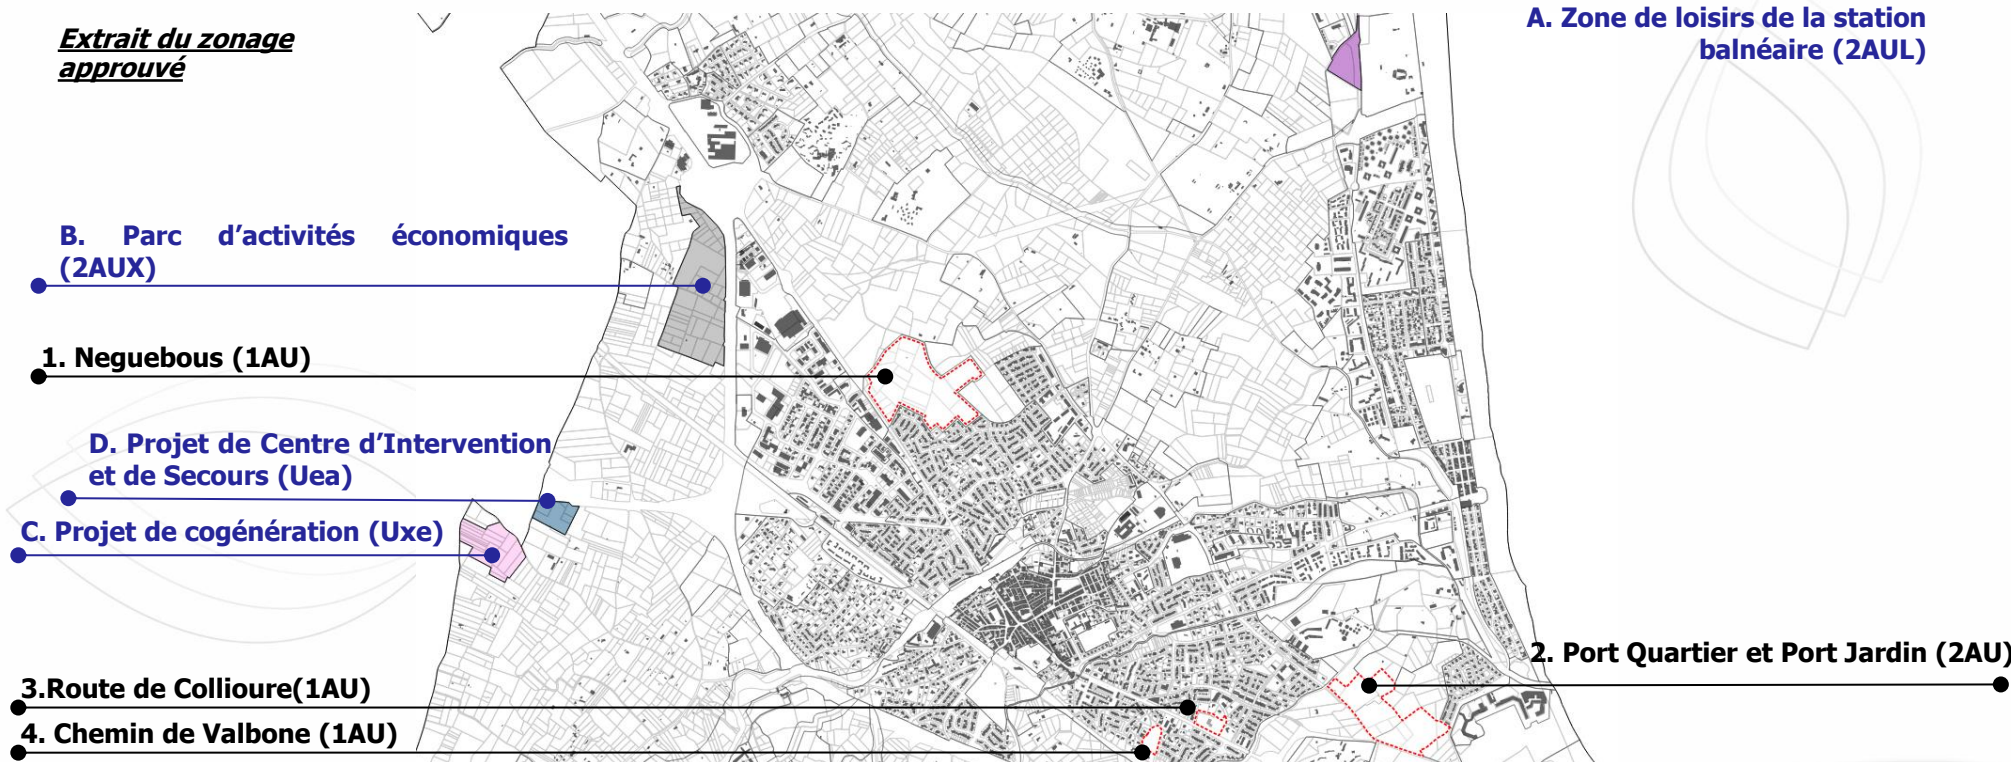 Extrait du zonage
approuvé
A. Zone de loisirs de la station
balnéaire (2AUL)
B. Parc d’activités économiques
(2AUX)
1. Neguebous (1AU)
D. Projet de Centre d’Intervention
et de Secours (Uea)
C. Projet de cogénération (Uxe)
2. Port Quartier et Port Jardin (2AU)
3.Route de Collioure(1AU)
4. Chemin de Valbone (1AU)